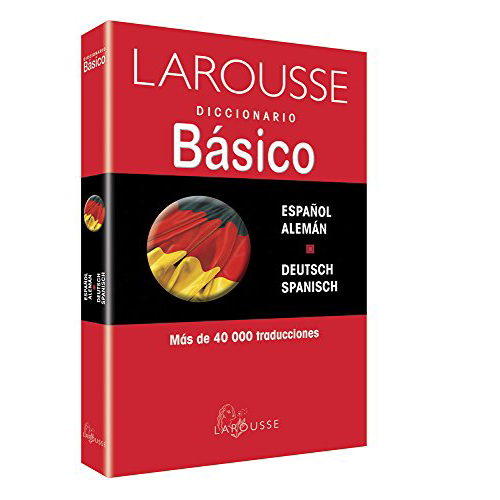 LAROUSSE
DICCIONARIO
Básico
ESPAÑOL
ALEMÁN
DEUTSCH
SPANISCH
Más de 40 000 traducciones
LAROUSSE
DICCIONARIO
Básico
ESPAÑOL
ALEMÁN
DEUTSCH
SPANISCH